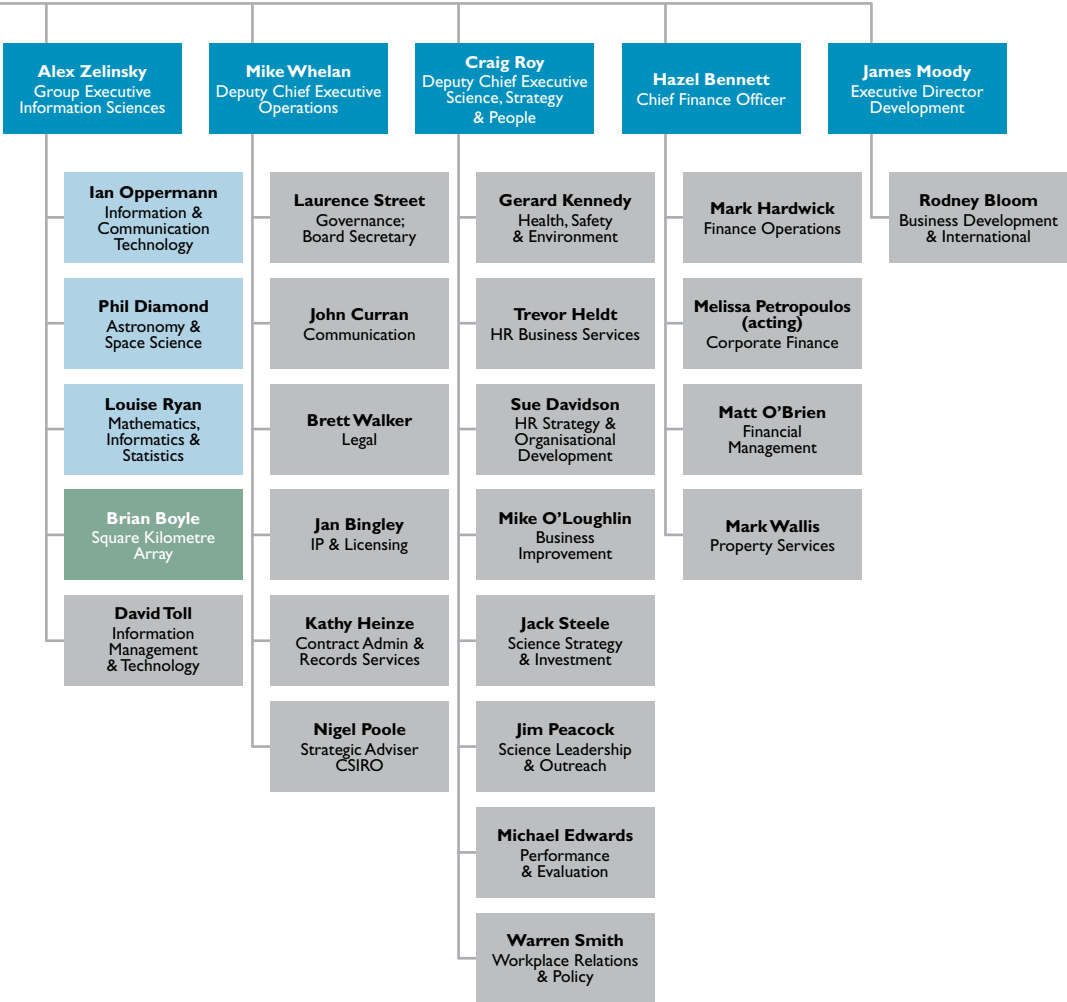 Alex Zelinsky
Group Executive
Information Sciences
Mike Whelan
Deputy Chief Executive
Operations
Craig Roy
Deputy Chief Executive
Science, Strategy
& People
Hazel Bennett
Chief Finance Officer
James Moody
Executive Director
Development
Ian Oppermann
Information &
Communication
Technology
Phil Diamond
Astronomy &
Space Science
Louise Ryan
Mathematics,
Informatics &
Statistics
Brian Boyle
Square Kilometre
Array
David Toll
Information
Management
& Technology
Laurence Street
Governance;
Board Secretary
John Curran
Communication
Brett Walker
Legal
Jan Bingley
IP & Licensing
Kathy Heinze
Contract Admin &
Records Services
Nigel Poole
Strategic Adviser
CSIRO
Gerard Kennedy
Health, Safety
& Environment
Trevor Heldt
HR Business Services
Sue Davidson
HR Strategy &
Organisational
Development
Mike O'Loughlin
Business
Improvement
Jack Steele
Science Strategy
& Investment
Jim Peacock
Science Leadership
& Outreach
Michael Edwards
Performance
& Evaluation
Warren Smith
Workplace Relations
& Policy
Mark Hardwick
Finance Operations
Melissa Petropoulos
(acting)
Corporate Finance
Matt O'Brien
Financial
Management
Mark Wallis
Property Services
Rodney Bloom
Business Development
& International